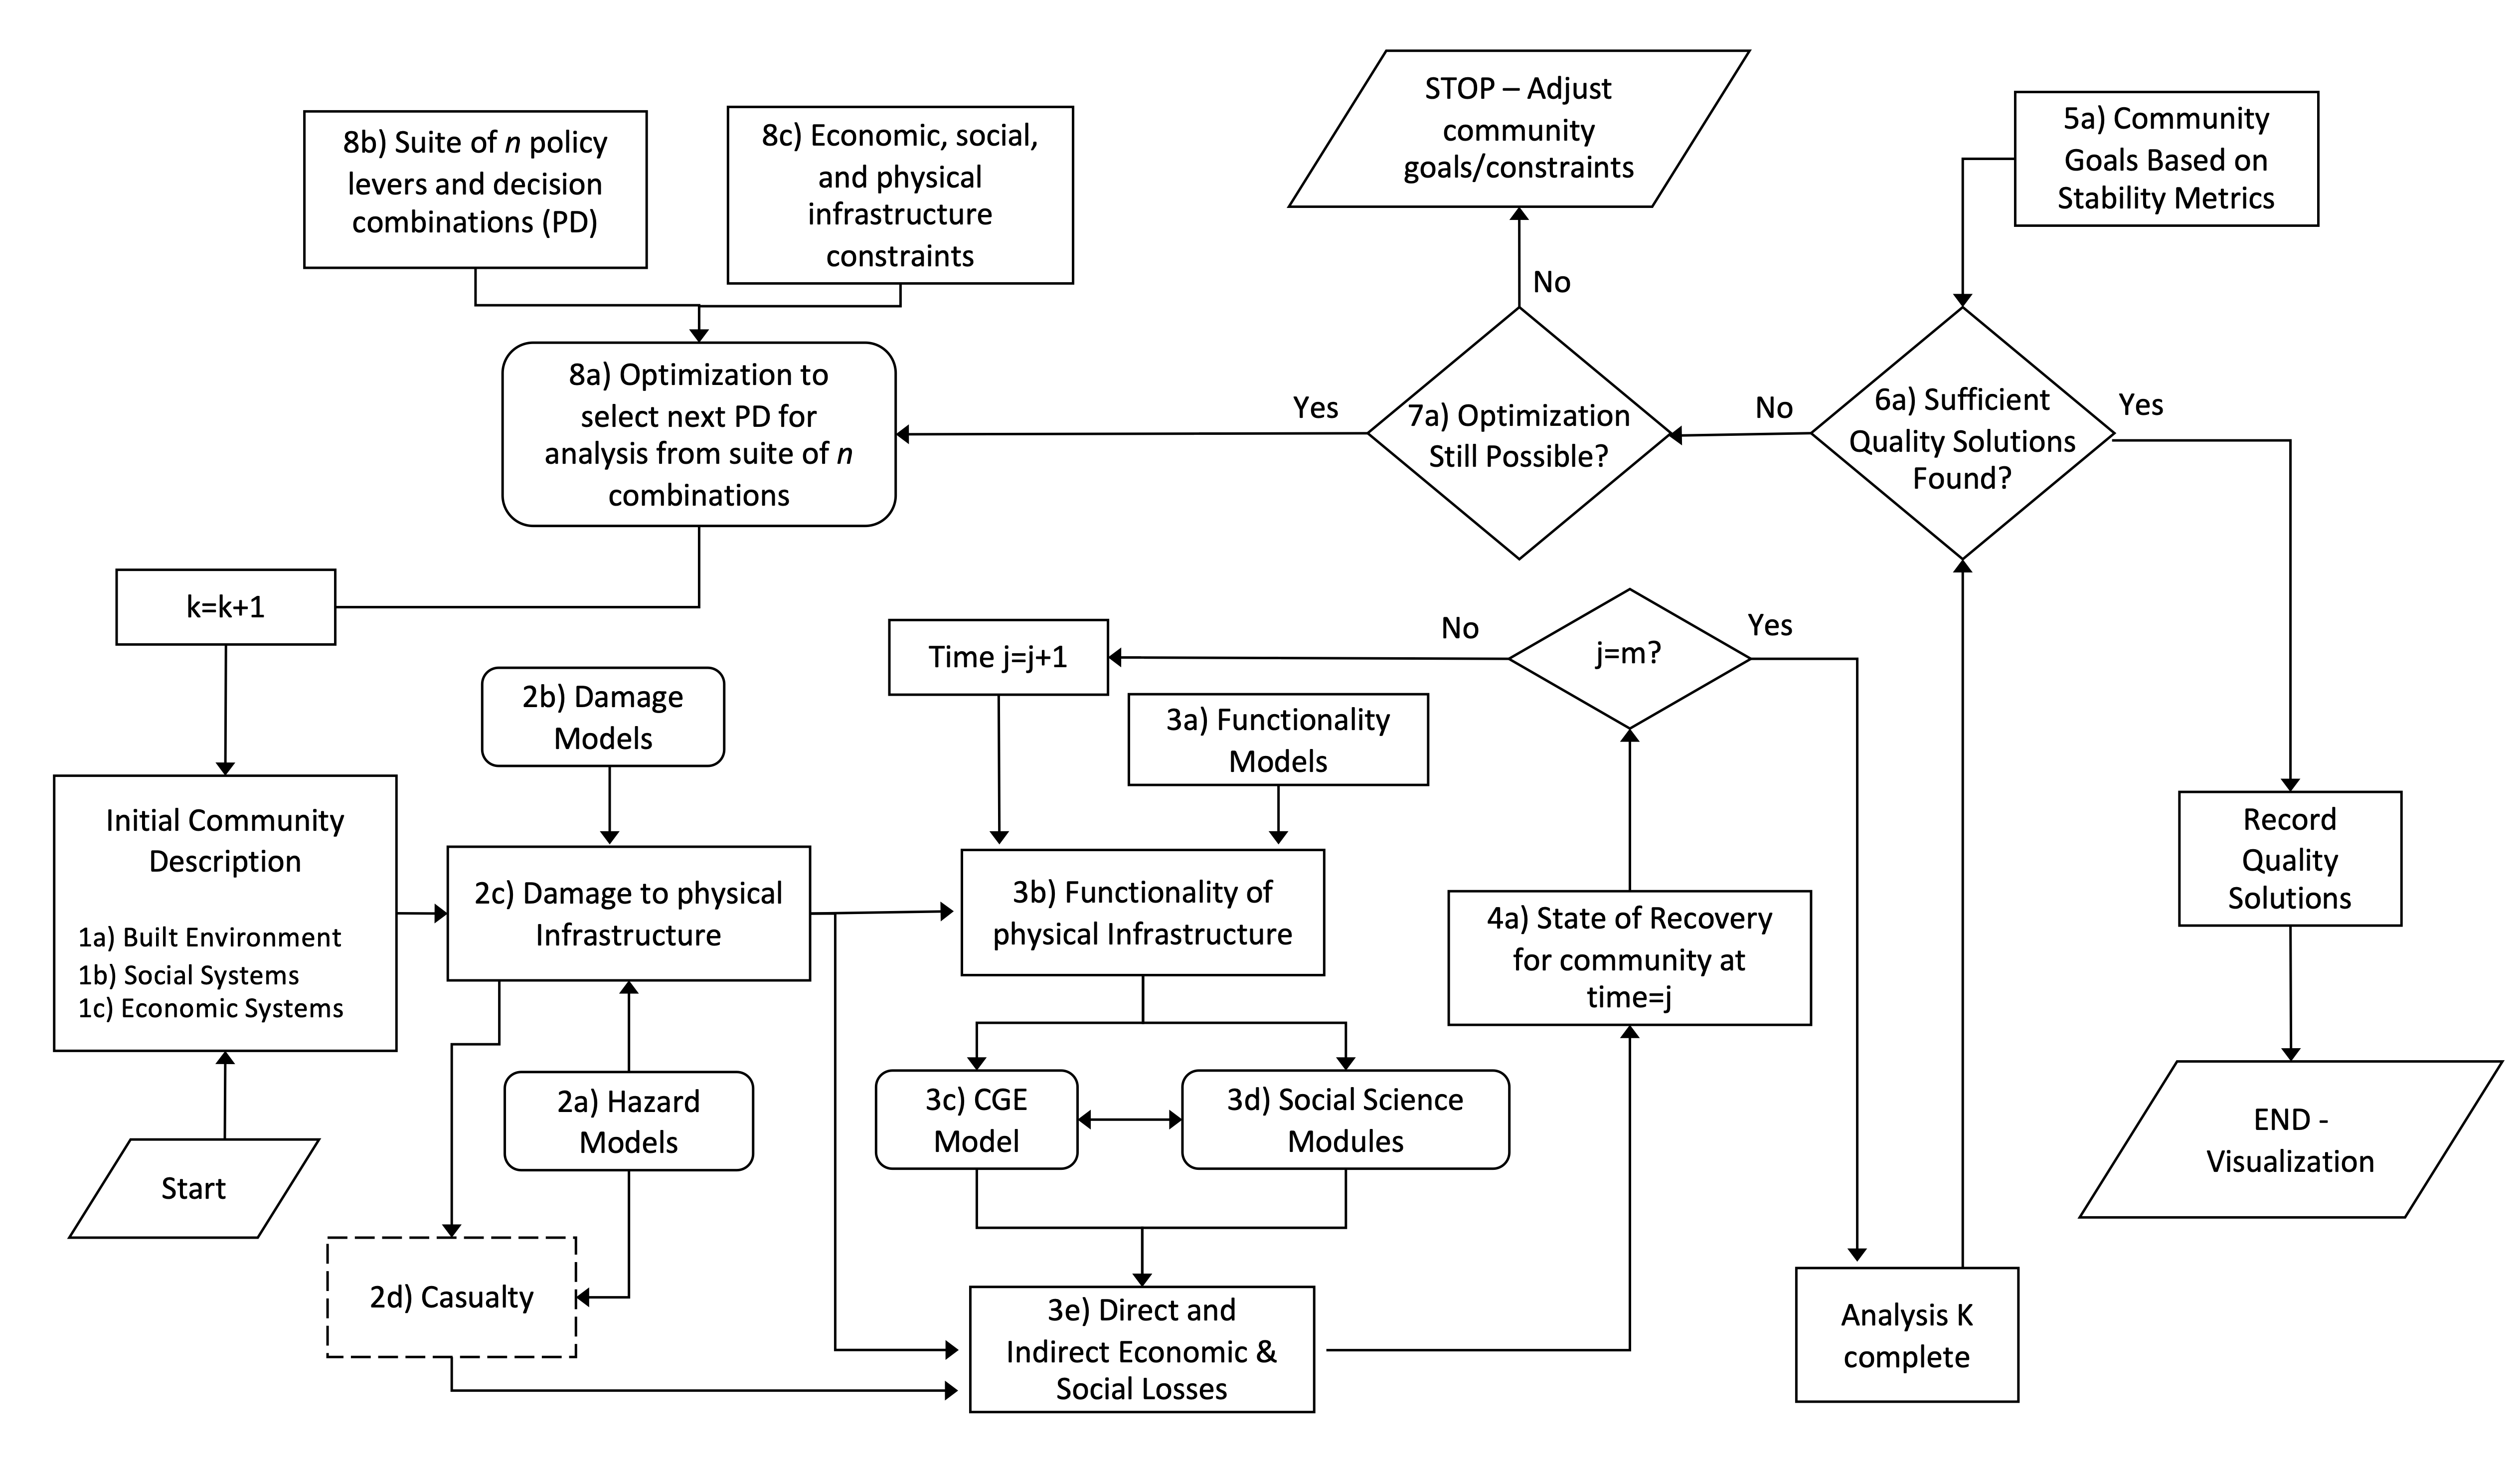 STOP – Adjust
community
goals/constraints
5a) Community
Goals Based on
Stability Metrics
8b) Suite of n policy
levers and decision
combinations (PD)
8c) Economic, social,
and physical
infrastructure
constraints
No
8a) Optimization to
select next PD for
analysis from suite of n
combinations
Yes
7a) Optimization
Still Possible?
No
6a) Sufficient
Quality Solutions
Found?
Yes
k=k+1
Time j=j+1
No
j=m?
Yes
2b) Damage
Models
3a) Functionality
Models
Initial Community
Description
1a) Built Environment
1b) Social Systems
1c) Economic Systems
2c) Damage to physical
Infrastructure
3b) Functionality of
physical Infrastructure
4a) State of Recovery
for community at
time=j
Record
Quality
Solutions
2a) Hazard
Models
3c) CGE
Model
3d) Social Science
Modules
END -
Visualization
Start
2d) Casualty
3e) Direct and
Indirect Economic &
Social Losses
Analysis K
complete